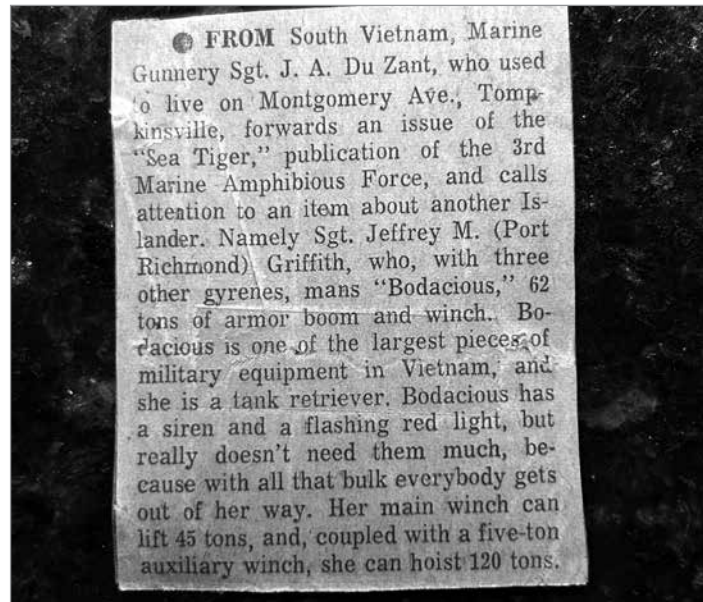 ● FROM South Vietnam, Marine
Gunnery Sgt. J. A. Du Zant, who used
to live on Montgomery Ave., Tomp-
kinsville, forwards an issue of the
"Sea Tiger," publication of the 3rd
Marine Amphibious Force, and calls
attention to an item about another Is-
lander. Namely Sgt. Jeffrey M. (Port
Richmond) Griffith, who, with three
other gyrenes, mans "Bodacious," 62
tons of armor boom and winch. Bo-
dacious is one of the largest pieces of
military equipment in Vietnam, and
she is a tank retriever. Bodacious has
a siren and a flashing red light, but
really doesn't need them much, be-
cause with all that bulk everybody gets
out of her way. Her main winch can
lift 45 tons, and, coupled with a five-ton
auxiliary winch, she can hoist 120 tons.